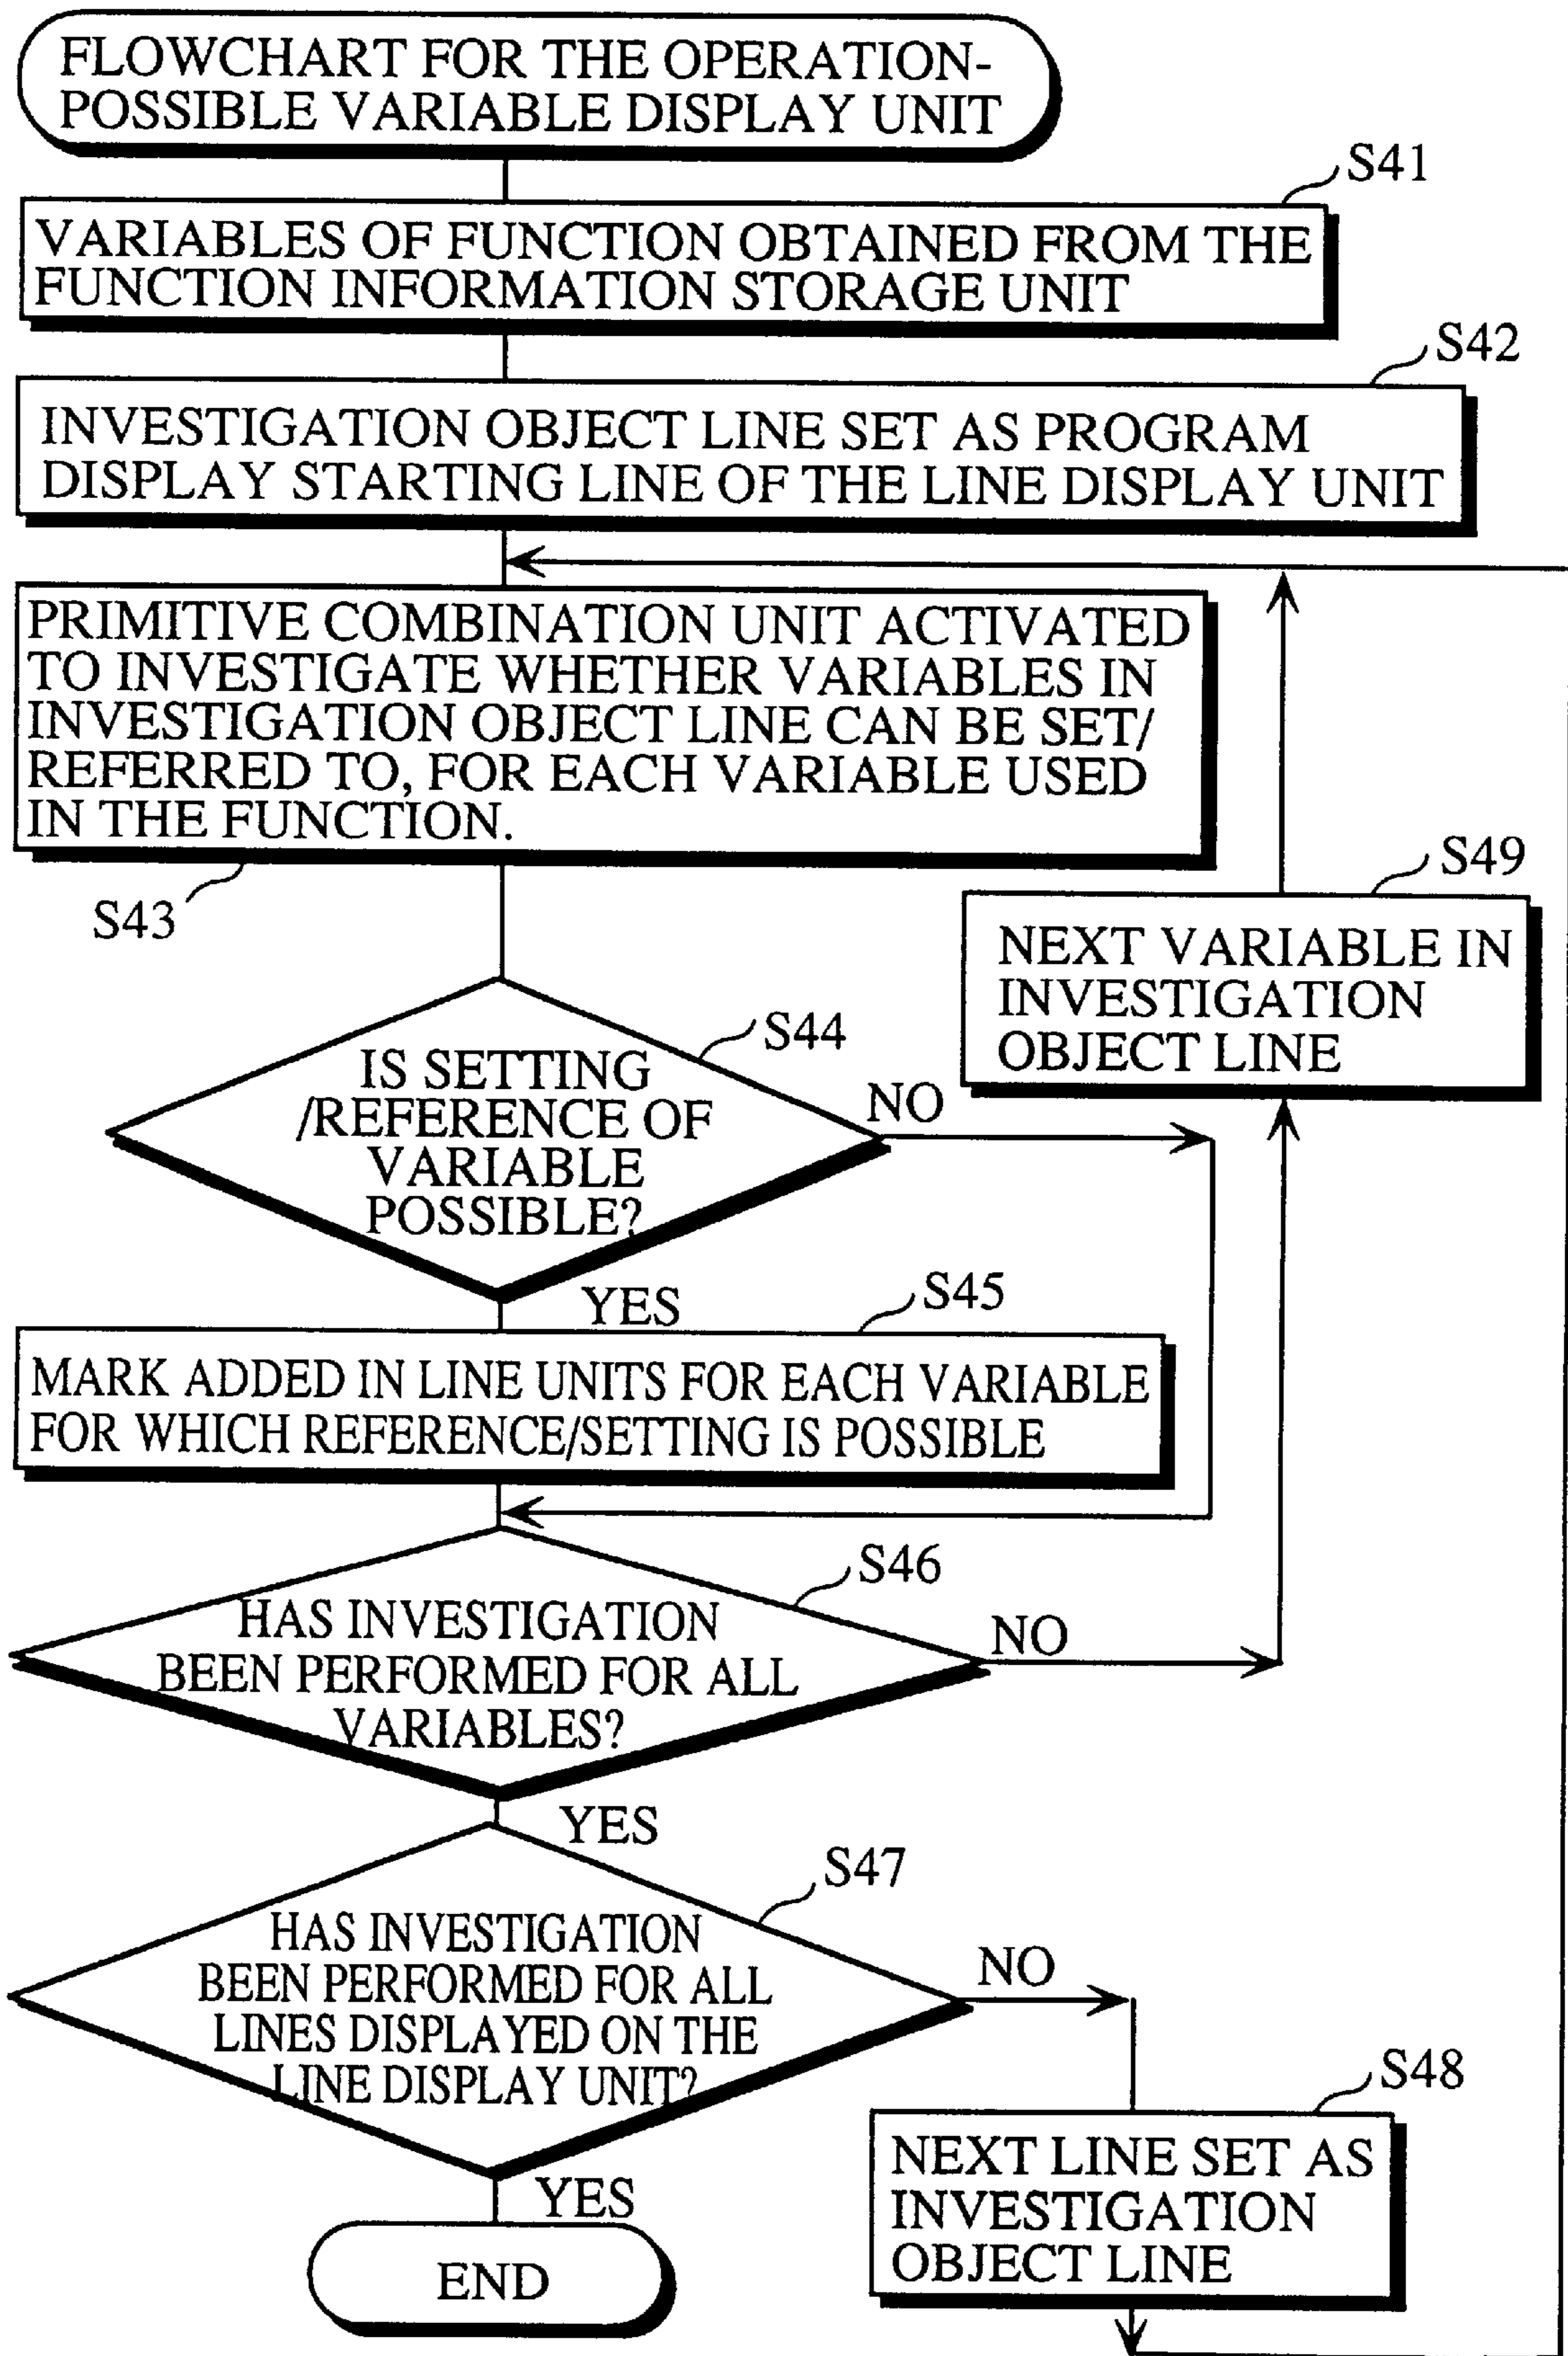 FLOWCHART FOR THE OPERATION-
POSSIBLE VARIABLE DISPLAY UNIT
S41
VARIABLES OF FUNCTION OBTAINED FROM THE
FUNCTION INFORMATION STORAGE UNIT
S42
INVESTIGATION OBJECT LINE SET AS PROGRAM
DISPLAY STARTING LINE OF THE LINE DISPLAY UNIT
PRIMITIVE COMBINATION UNIT ACTIVATED
TO INVESTIGATE WHETHER VARIABLES IN
INVESTIGATION OBJECT LINE CAN BE SET/
REFERRED TO, FOR EACH VARIABLE USED
IN THE FUNCTION.
S43
S49
NEXT VARIABLE IN
INVESTIGATION
OBJECT LINE
S44
IS SETTING
/REFERENCE OF
VARIABLE
POSSIBLE?
NO
YES
S45
MARK ADDED IN LINE UNITS FOR EACH VARIABLE
FOR WHICH REFERENCE/SETTING IS POSSIBLE
S46
HAS INVESTIGATION
BEEN PERFORMED FOR ALL
VARIABLES?
NO
YES
S47
HAS INVESTIGATION
BEEN PERFORMED FOR ALL
LINES DISPLAYED ON THE
LINE DISPLAY UNIT?
NO
YES
S48
NEXT LINE SET AS
INVESTIGATION
OBJECT LINE
END